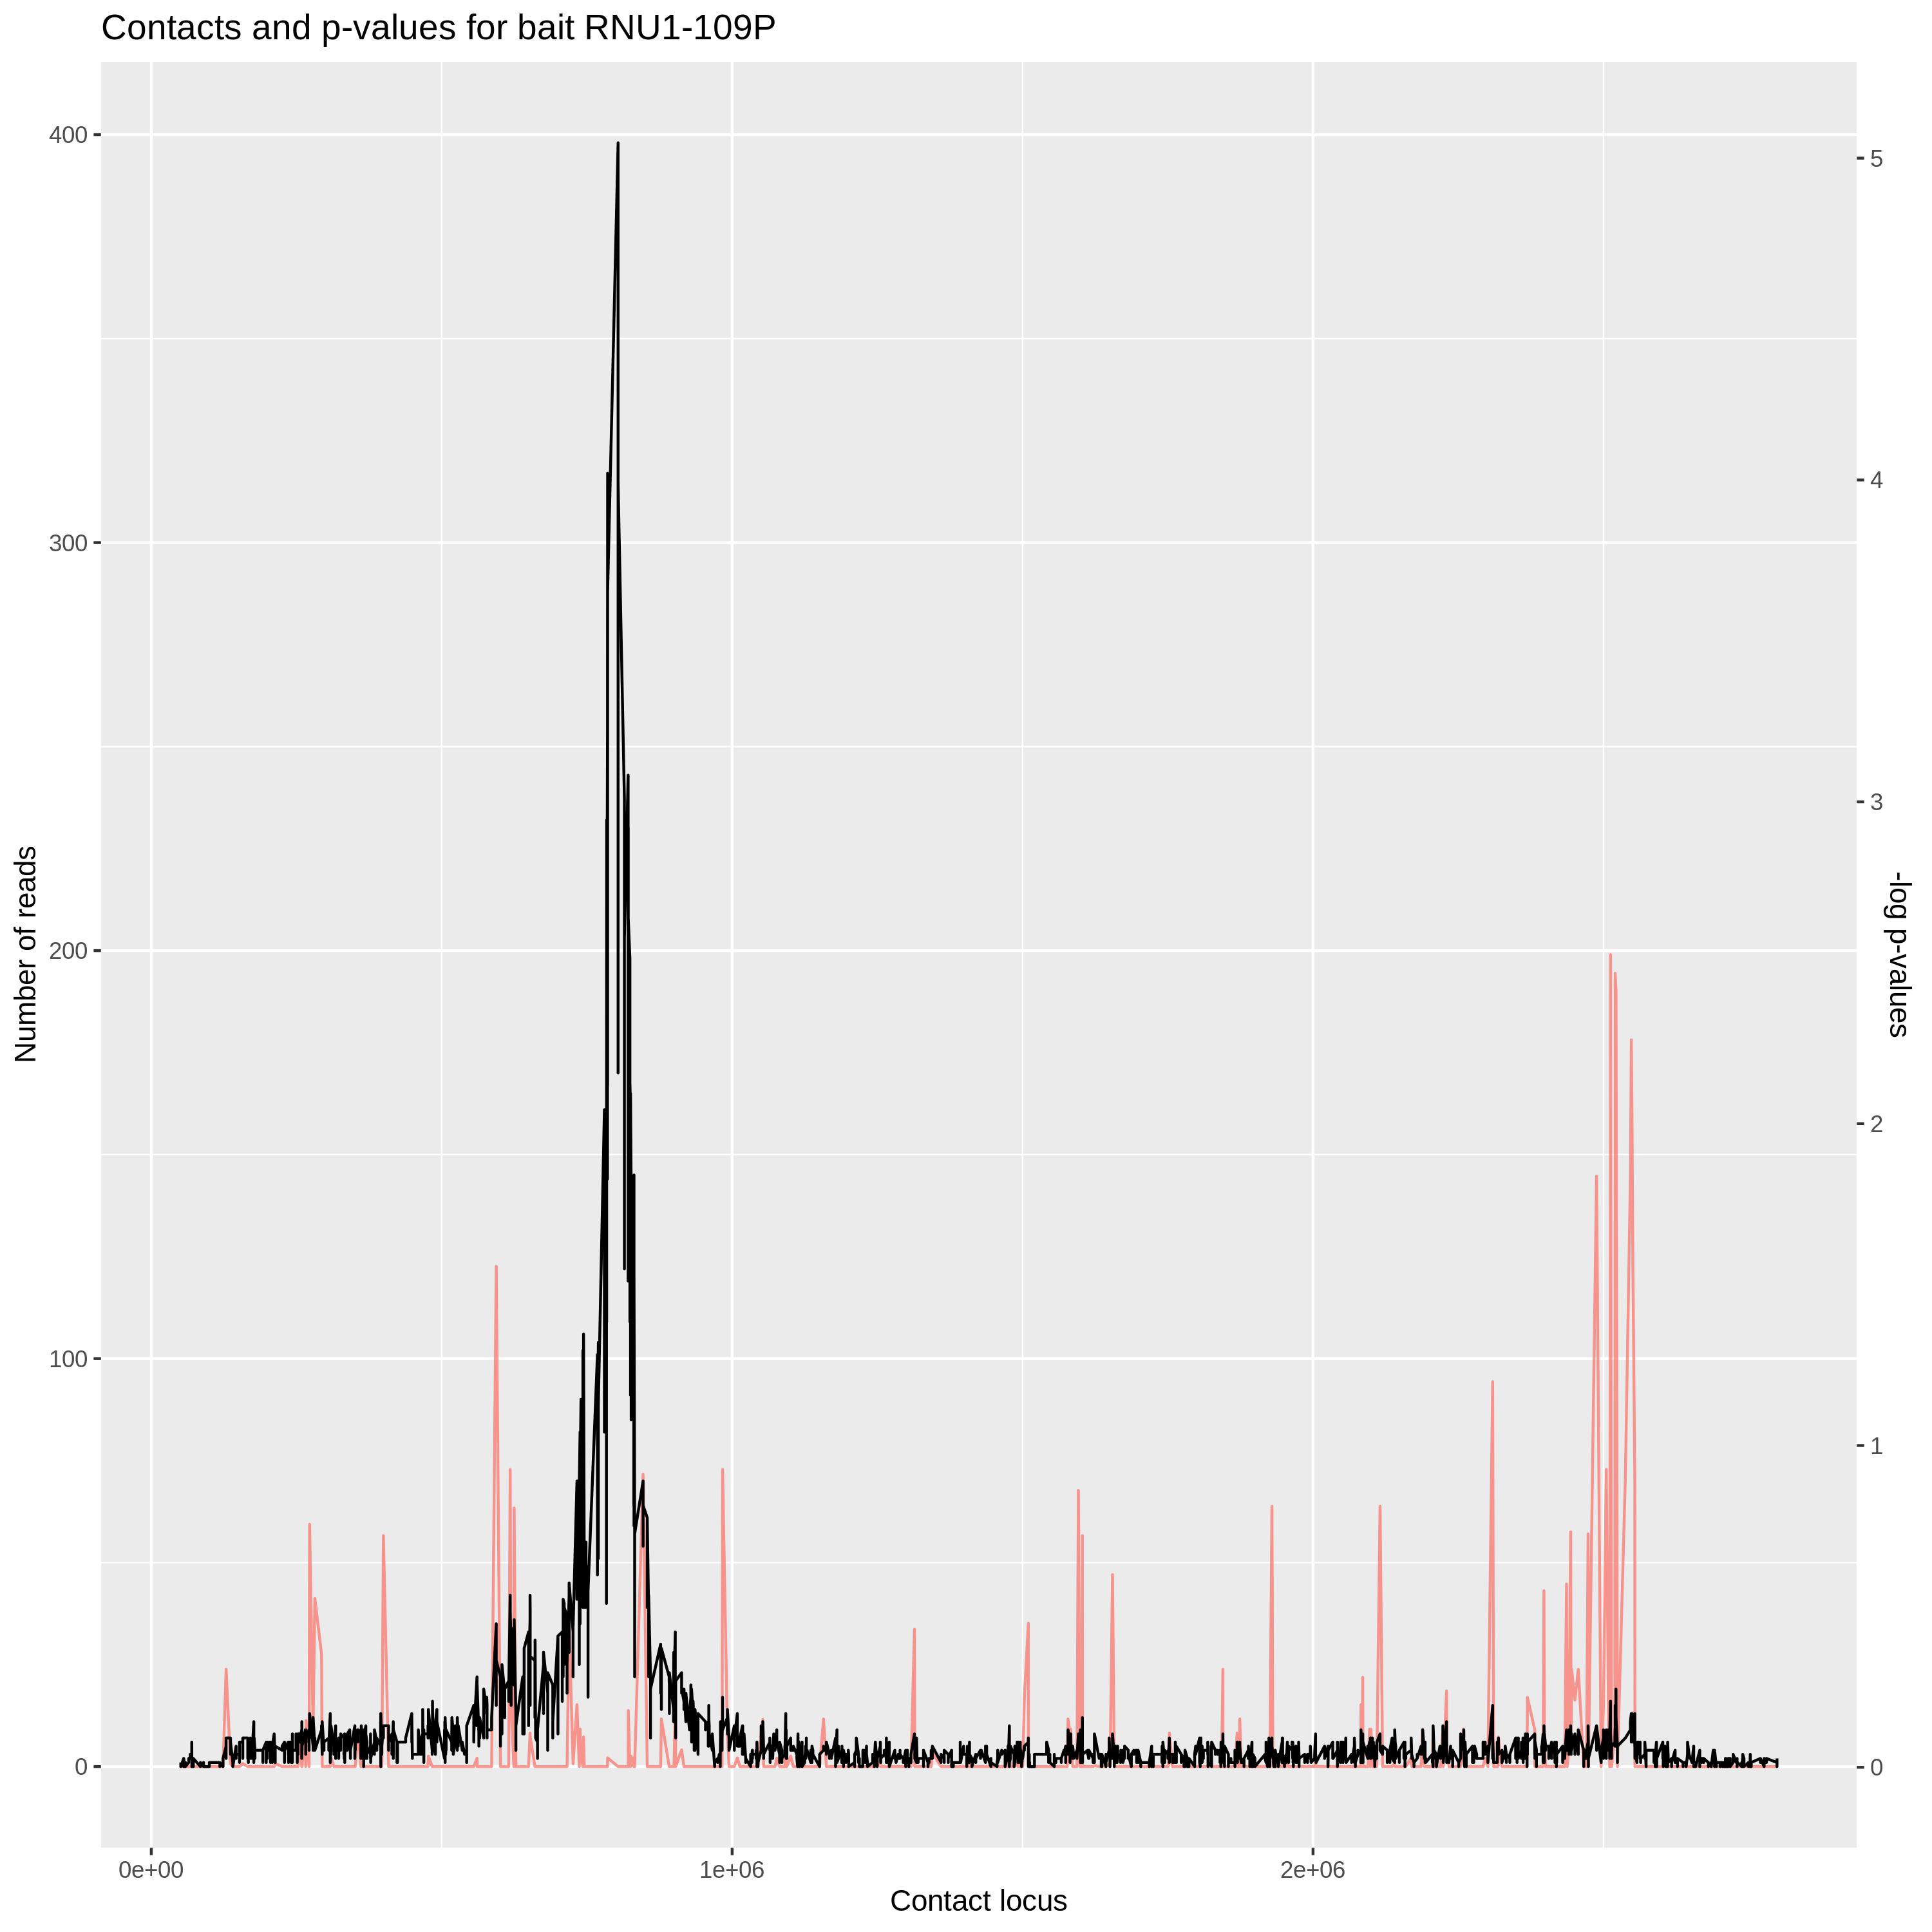 Contacts and p-values for bait RNU1-109P
400
300
200
100
0
Number of reads
5
4
3
2
1
0
-log p-values
0e+00
1e+06
2e+06
Contact locus